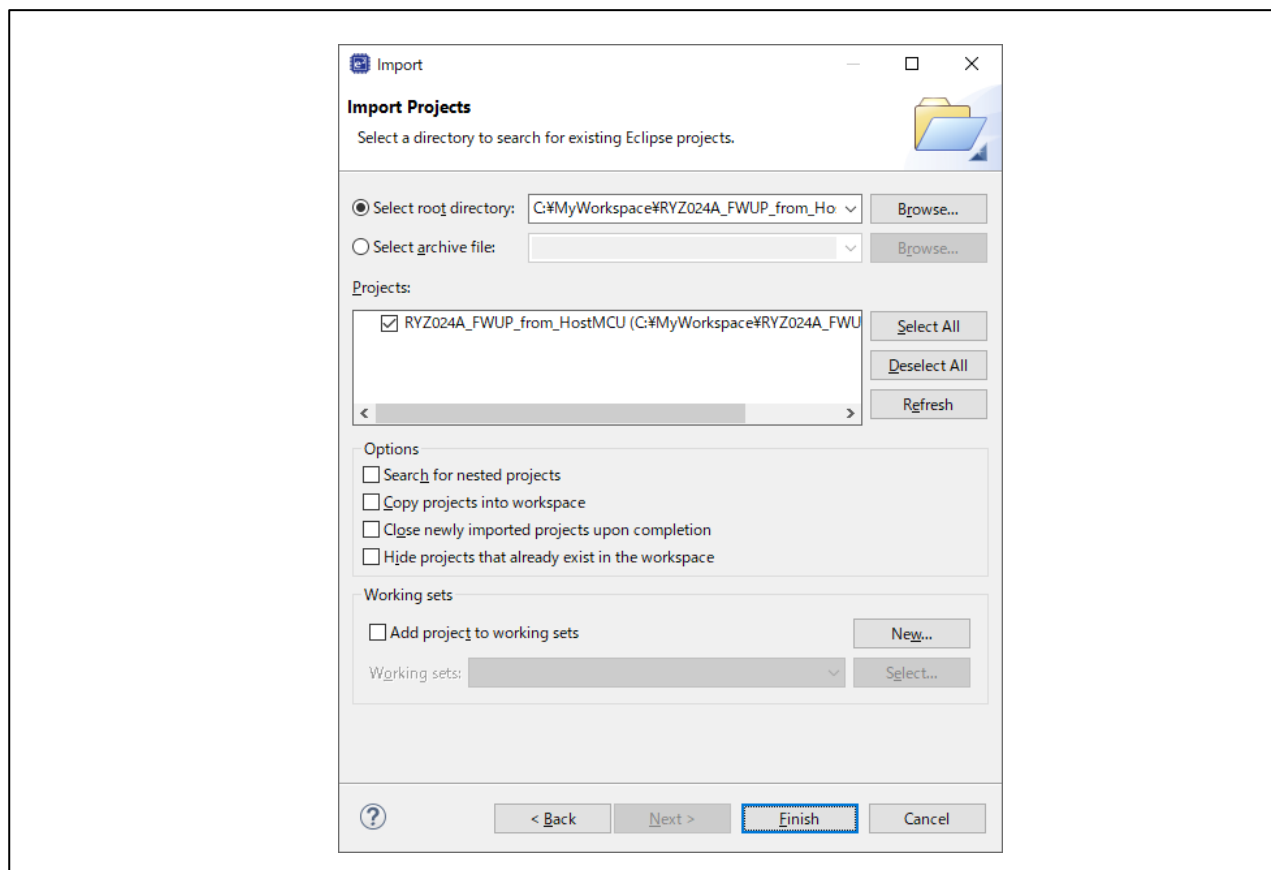 Import
Import Projects
Select a directory to search for existing Eclipse projects.
Select root directory: C:¥MyWorkspace¥RYZ024A_FWUP_from_Ho Browse...
Select archive file: Browse...
Projects:
RYZ024A_FWUP_from_HostMCU (C:¥MyWorkspace¥RYZ024A_FWU
Select All
Deselect All
Refresh
Options
Search for nested projects
Copy projects into workspace
Close newly imported projects upon completion
Hide projects that already exist in the workspace
Working sets
Add project to working sets New...
Working sets: Select...
? < Back Next > Finish Cancel